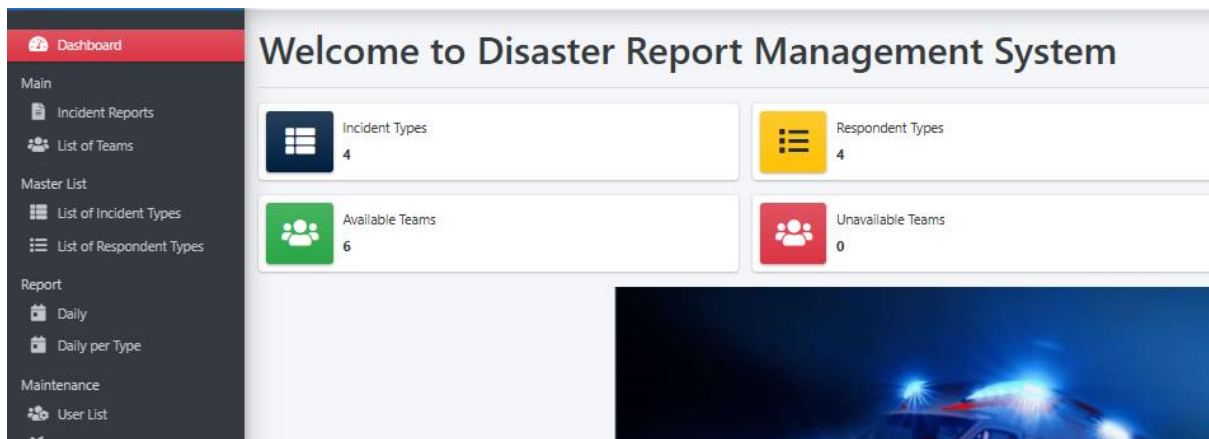 Dashboard
Main
Incident Reports
List of Teams
Master List
List of Incident Types
List of Respondent Types
Report
Daily
Daily per Type
Maintenance
User List
Welcome to Disaster Report Management System
Incident Types
4
Respondent Types
4
Available Teams
6
Unavailable Teams
0